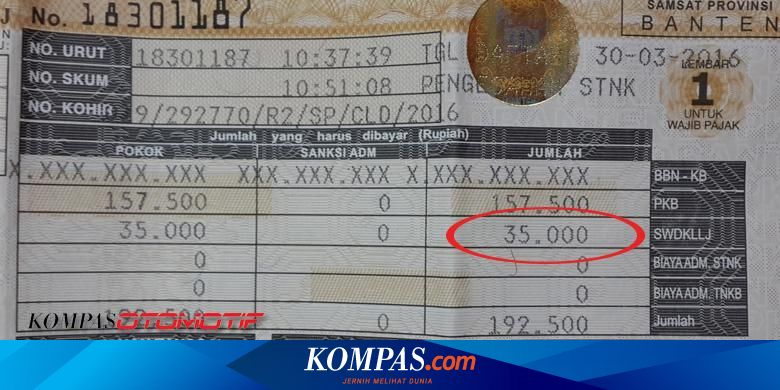 No. 18301187
SAMSAT PROVINSI
BANTEN
NO. URUT 18301187 10:37:39 TGL 30-03-2016
NO. SKUM 10:51:08 STNK
NO. KOHIR 9/292770/R2/SP/CLD/2016
LEMBAR
1
UNTUK
WAJIB PAJAK
Jumlah yang harus dibayar (Rupiah)
POKOK SANKSI ADM JUMLAH
X.XXX.XXX.XXX XXX.XXX.XXX X.XXX.XXX.XXX BBN - KB
157.500 0 157.500 PKB
35.000 0 35.000 SWDKLLJ
0 0 BIAYA ADM. STNK
0 0 BIAYA ADM. TNKB
0 192.500 Jumlah
KOMPASOTOMOTIF
KOMPAS.com
JERNIH MELIHAT DUNIA